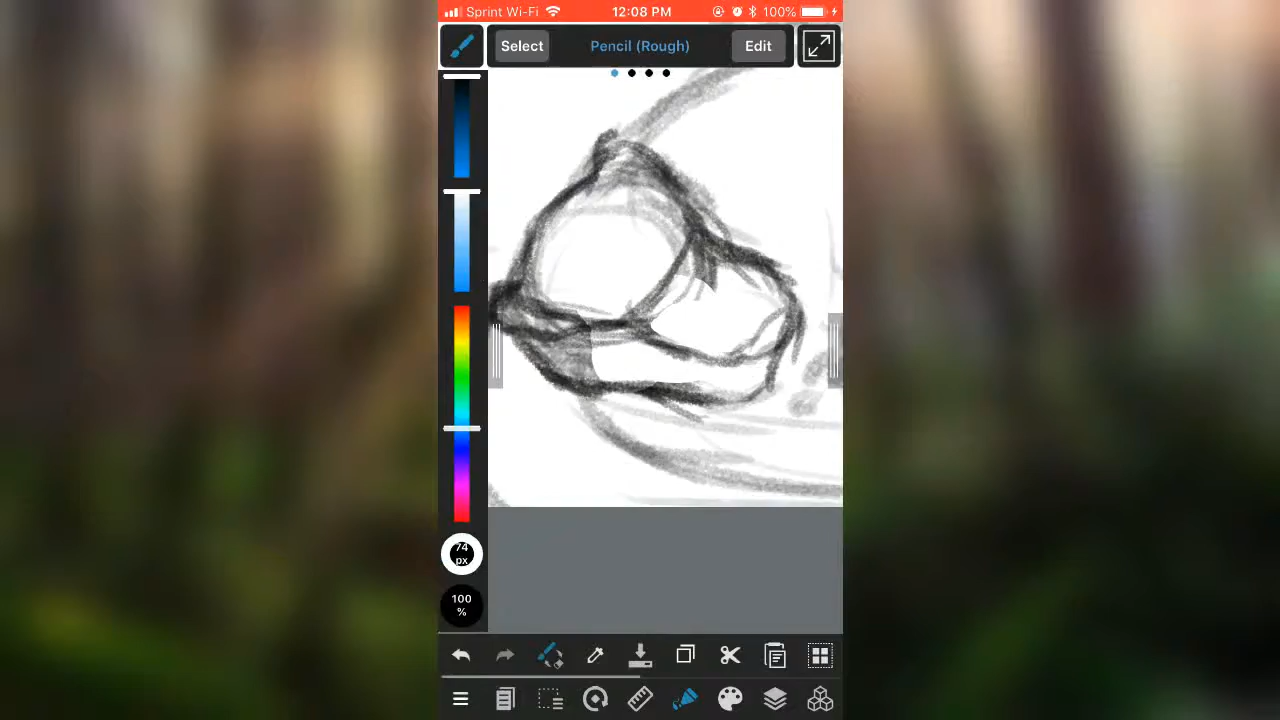 Sprint Wi-Fi 12:08 PM 100%
Select Pencil (Rough) Edit
74
px
100
%